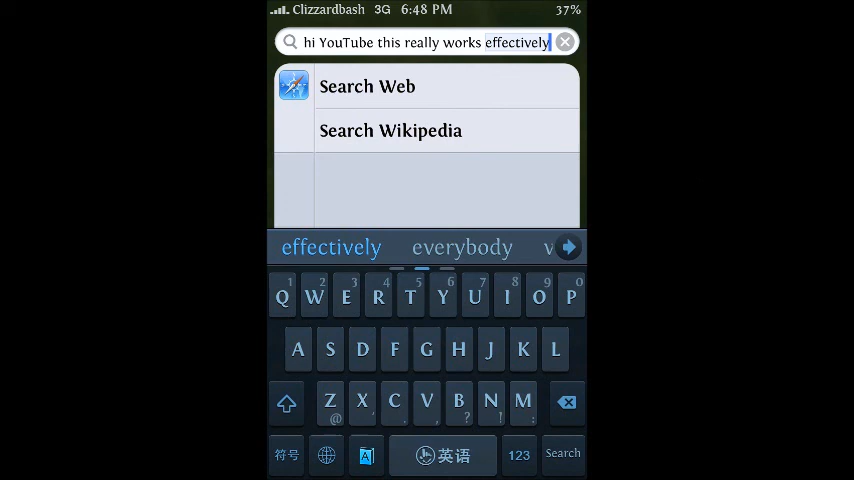 Clizzardbash 3G 6:48 PM 37%
hi YouTube this really works effectively
Search Web
Search Wikipedia
effectively everybody v
1 2 3 4 5 6 7 8 9 0
Q W E R T Y U I O P
A S D F G H J K L
Z X C V B N M
@ ' . , ? ! :
符号 A 英语 123 Search